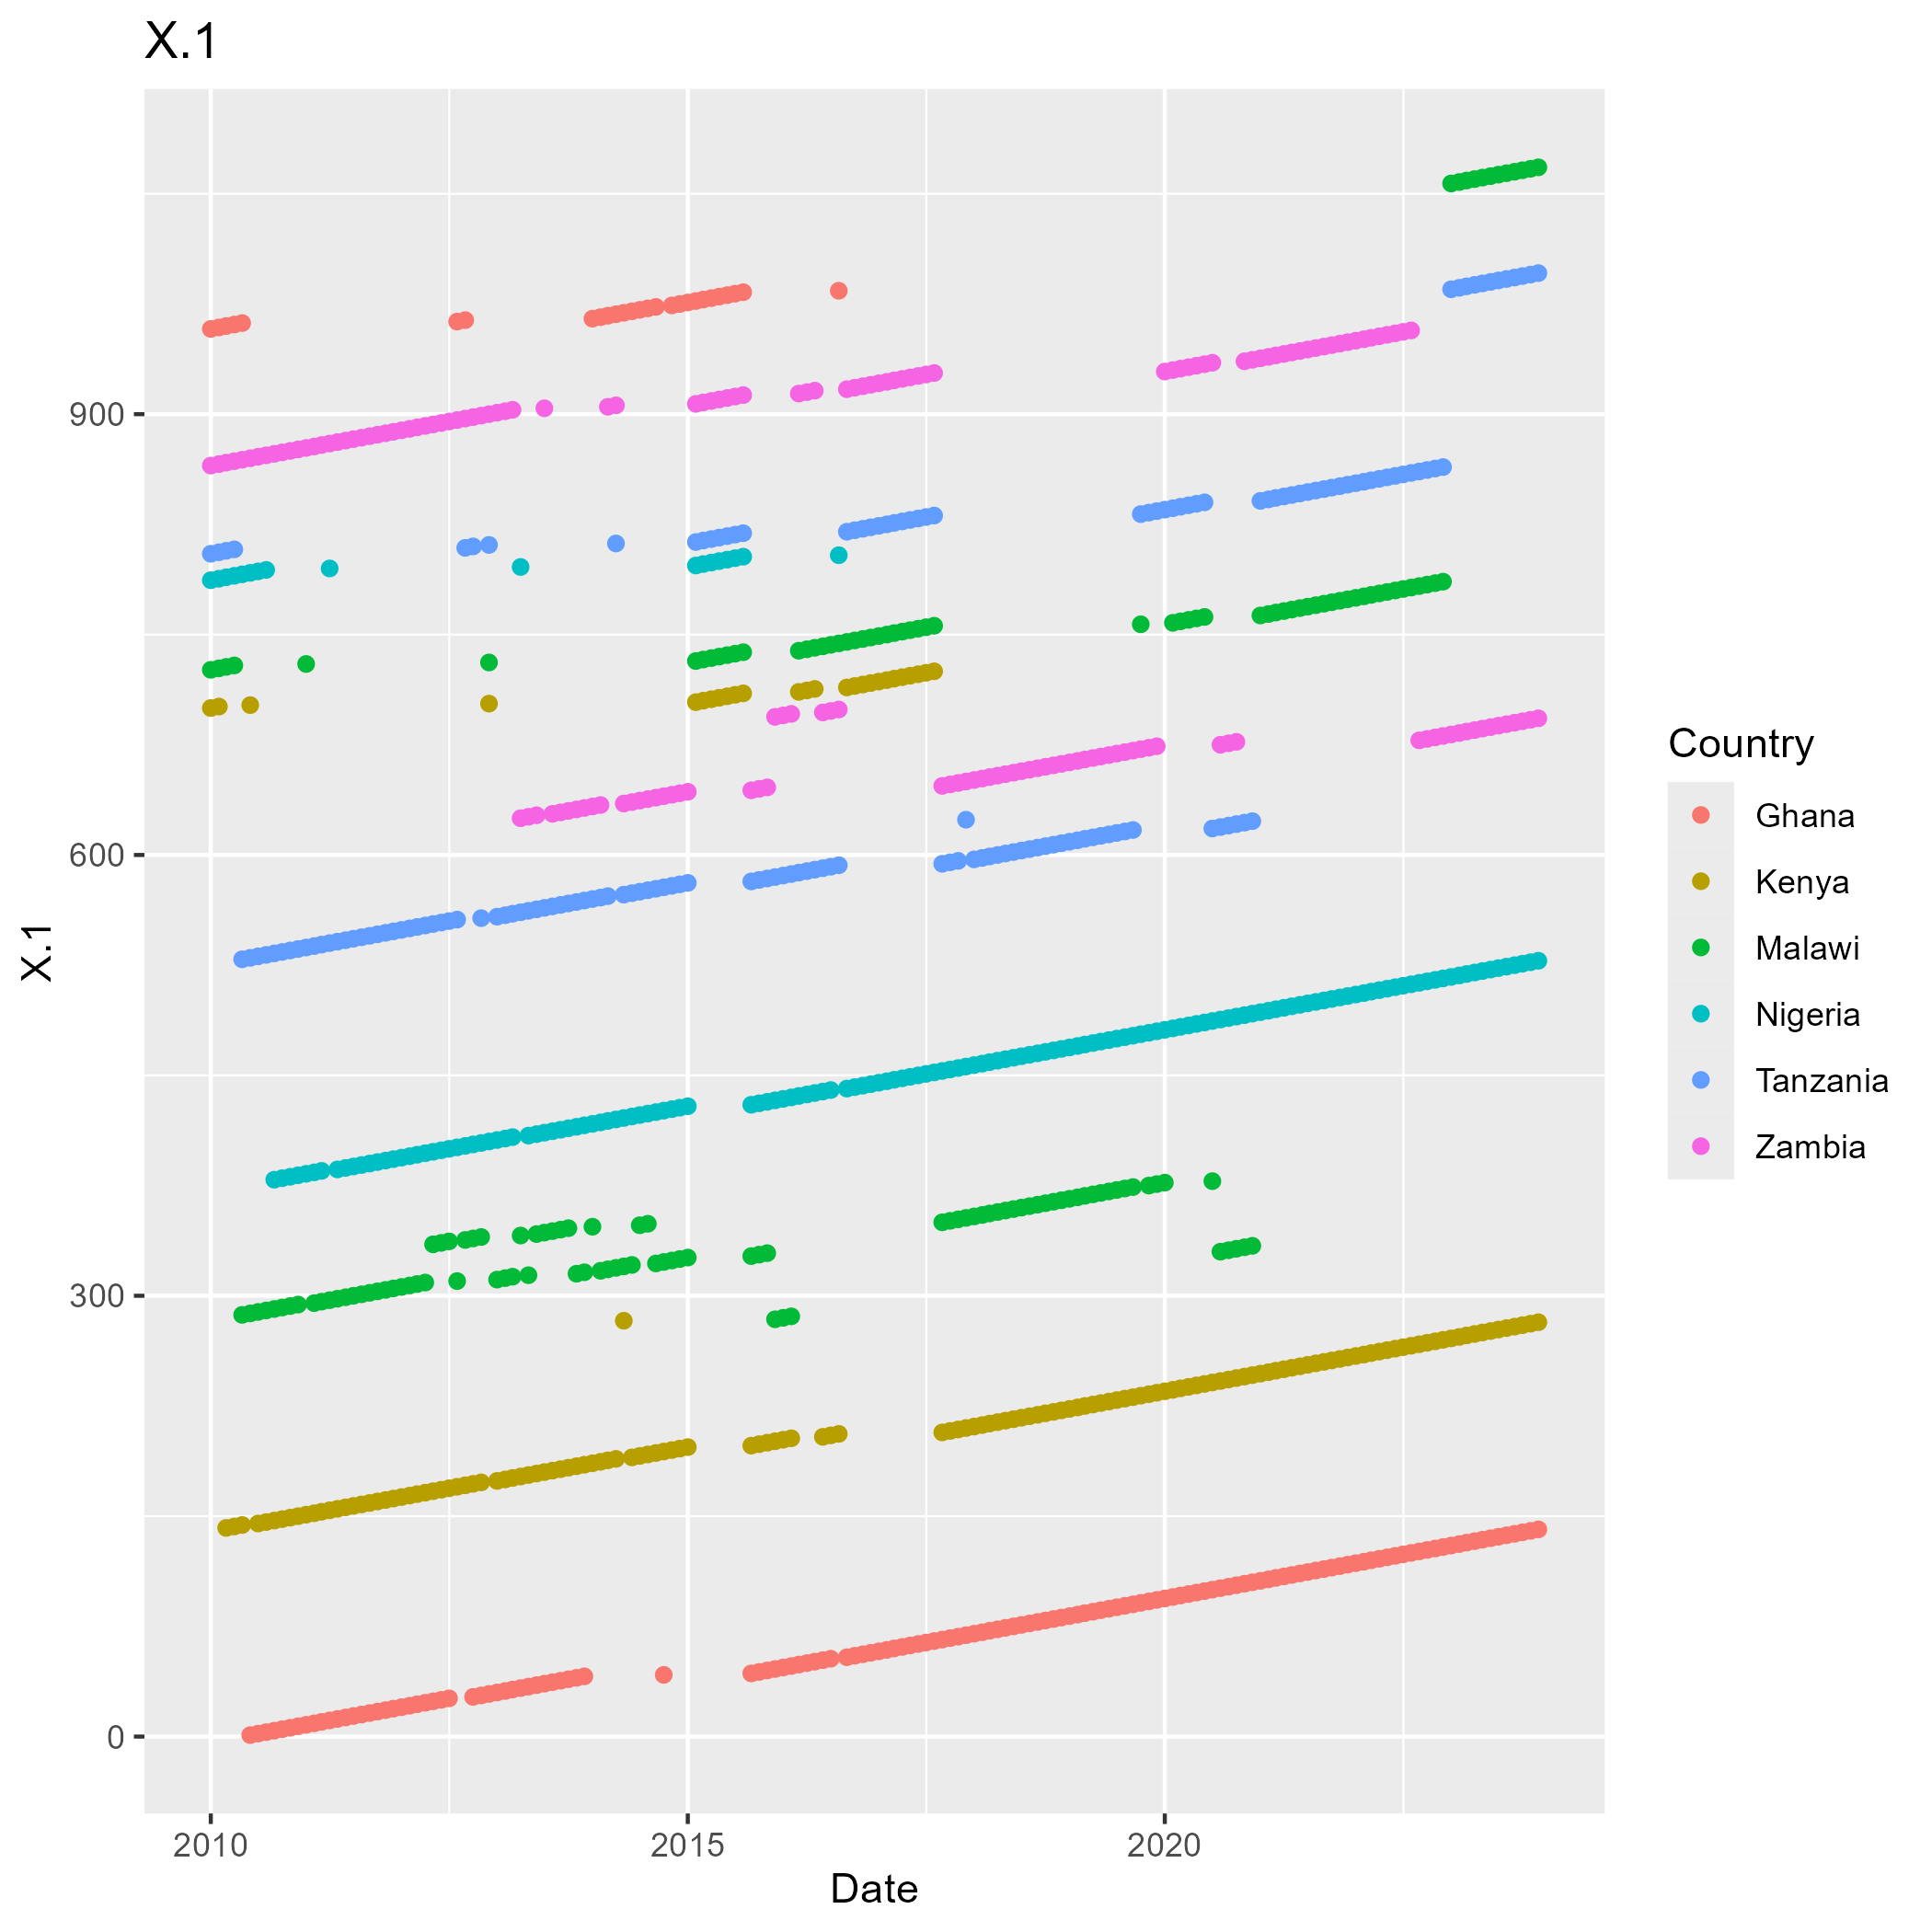 X.1
900
600
300
0
X.1
2010
2015
2020
Date
Country
Ghana
Kenya
Malawi
Nigeria
Tanzania
Zambia